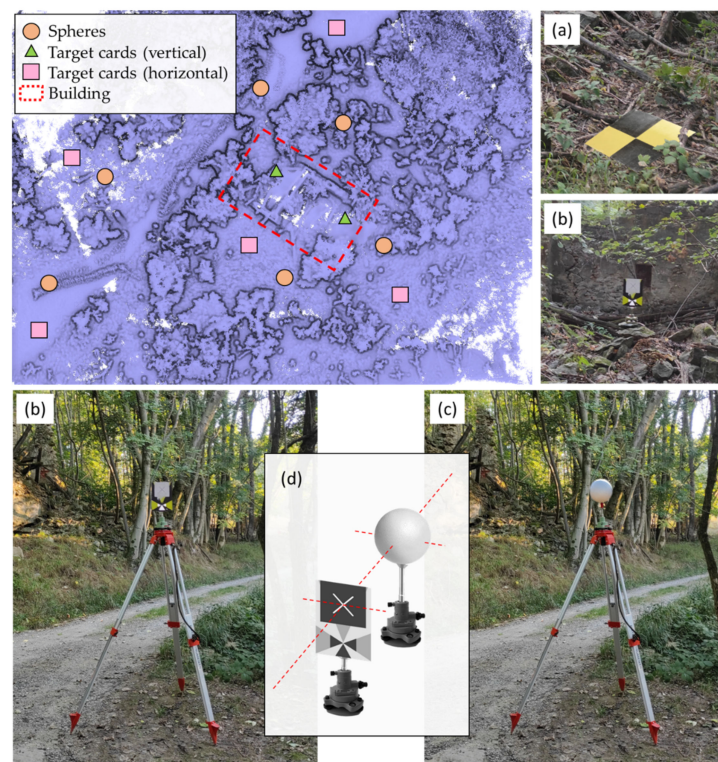 Spheres
Target cards (vertical)
Target cards (horizontal)
Building
(a)
(b)
(b)
(c)
(d)